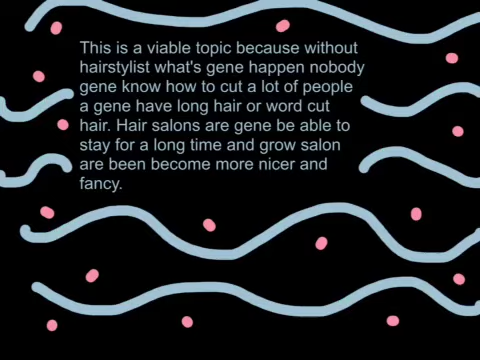 This is a viable topic because without
hairstylist what's gene happen nobody
gene know how to cut a lot of people
a gene have long hair or word cut
hair. Hair salons are gene be able to
stay for a long time and grow salon
are been become more nicer and
fancy.